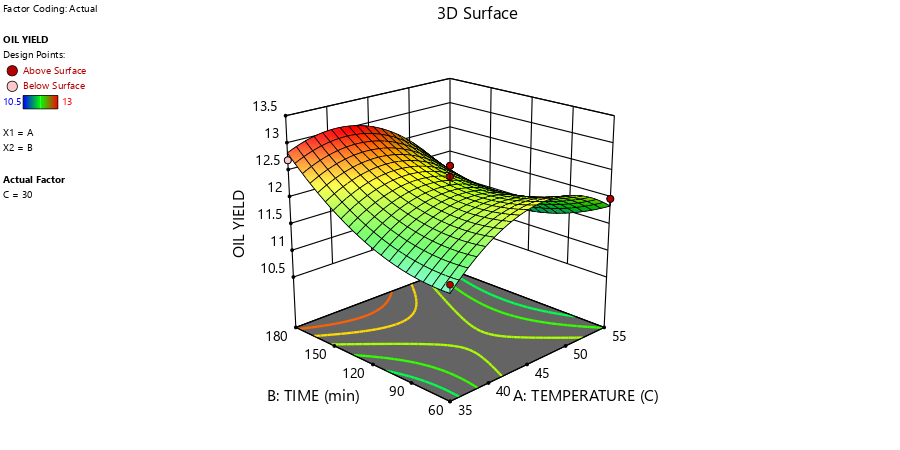 Factor Coding: Actual
3D Surface
OIL YIELD
Design Points:
Above Surface
Below Surface
10.5 13
X1 = A
X2 = B
Actual Factor
C = 30
13.5
13
12.5
12
11.5
11
10.5
OIL YIELD
180
150
120
90
60
B: TIME (min)
35
40
45
50
55
A: TEMPERATURE (C)